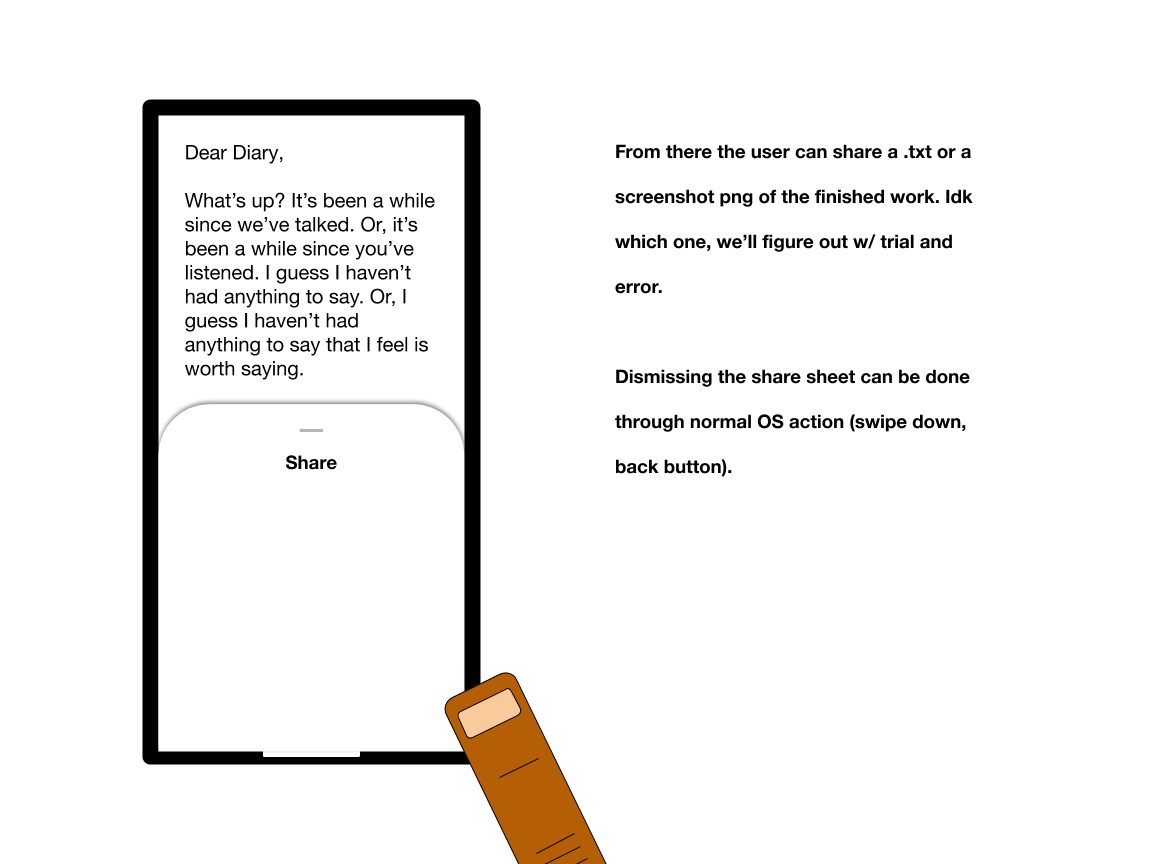 Dear Diary,
What’s up? It’s been a while
since we’ve talked. Or, it’s
been a while since you’ve
listened. I guess I haven’t
had anything to say. Or, I
guess I haven’t had
anything to say that I feel is
worth saying.
Share
From there the user can share a .txt or a
screenshot png of the finished work. Idk
which one, we’ll figure out w/ trial and
error.
Dismissing the share sheet can be done
through normal OS action (swipe down,
back button).